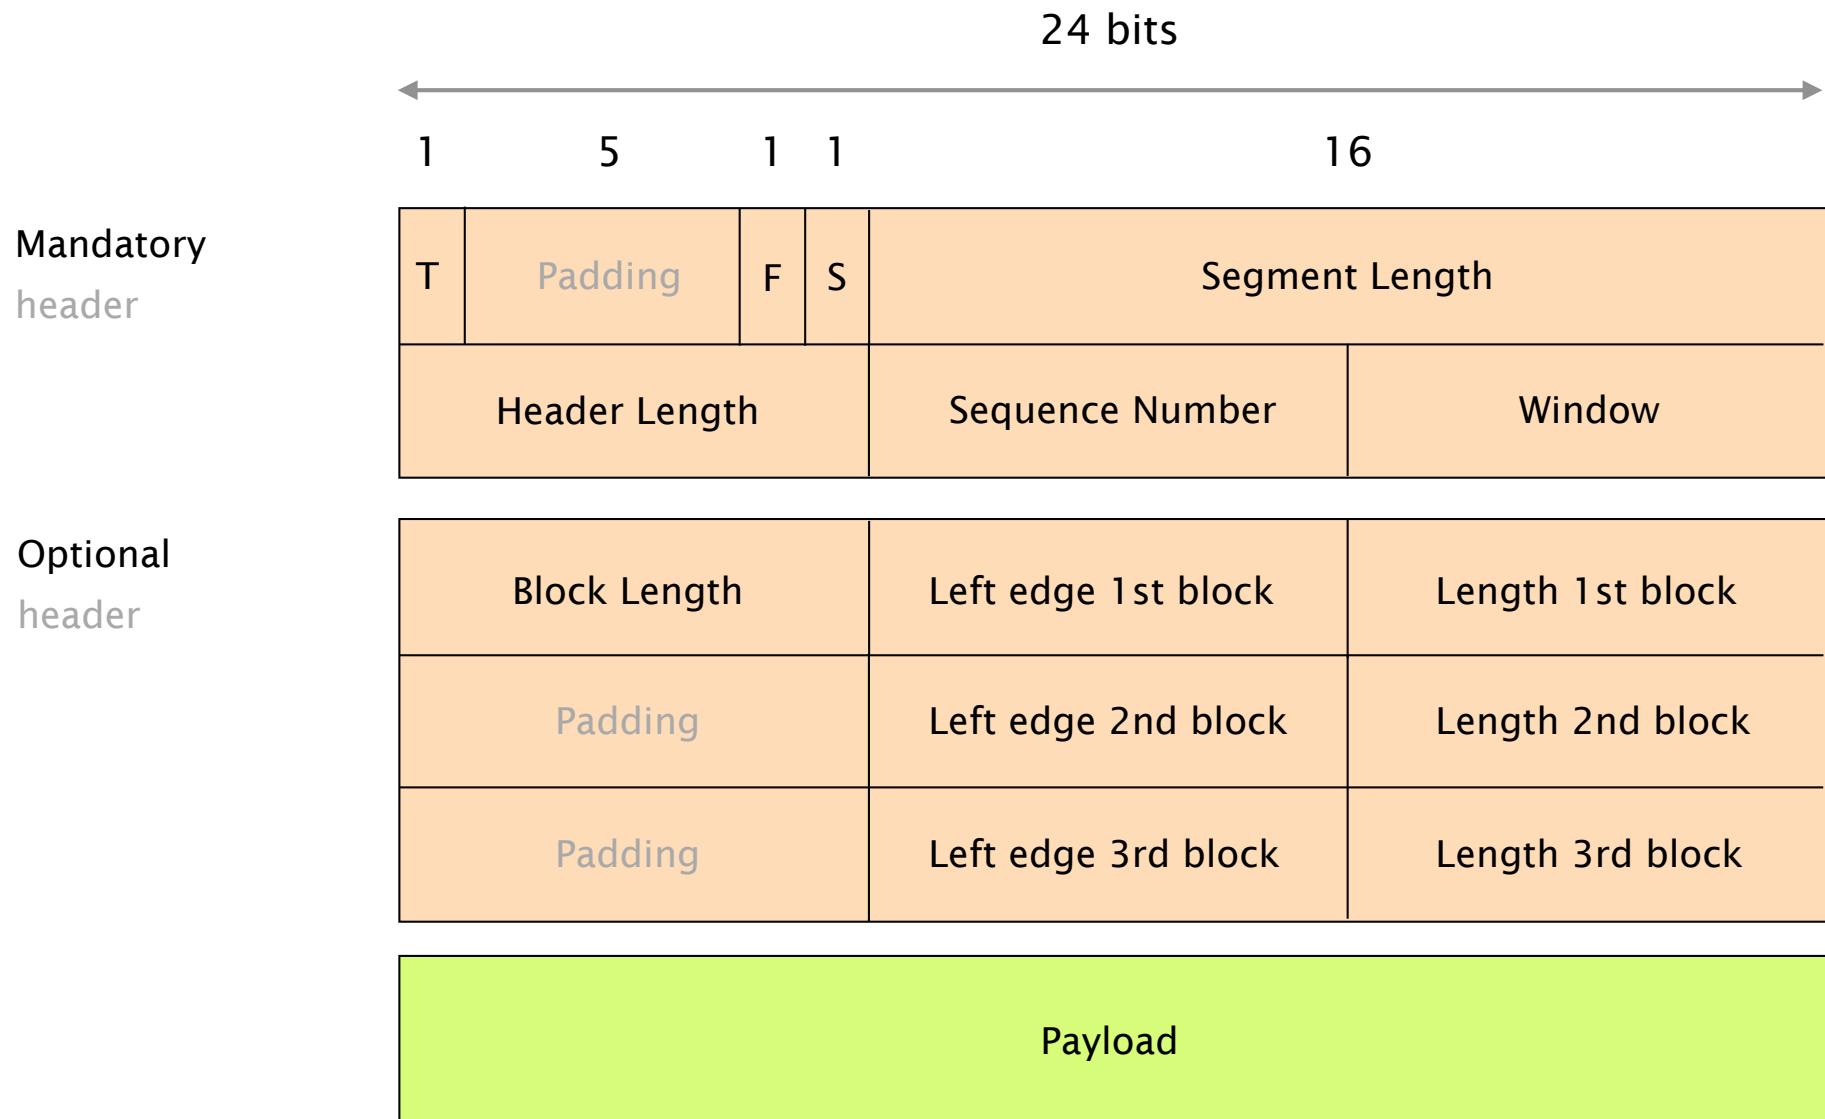 24 bits
1 5 1 1 16
Mandatory
header
T Padding F S Segment Length
Header Length Sequence Number Window
Optional
header
Block Length Left edge 1st block Length 1st block
Padding Left edge 2nd block Length 2nd block
Padding Left edge 3rd block Length 3rd block
Payload